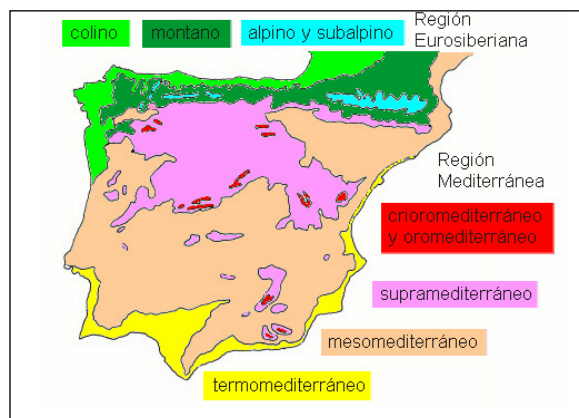 colino montano alpino y subalpino Región
Eurosiberiana
Región
Mediterránea
crioromediterráneo
y oromediterráneo
supramediterráneo
mesomediterráneo
termomediterráneo